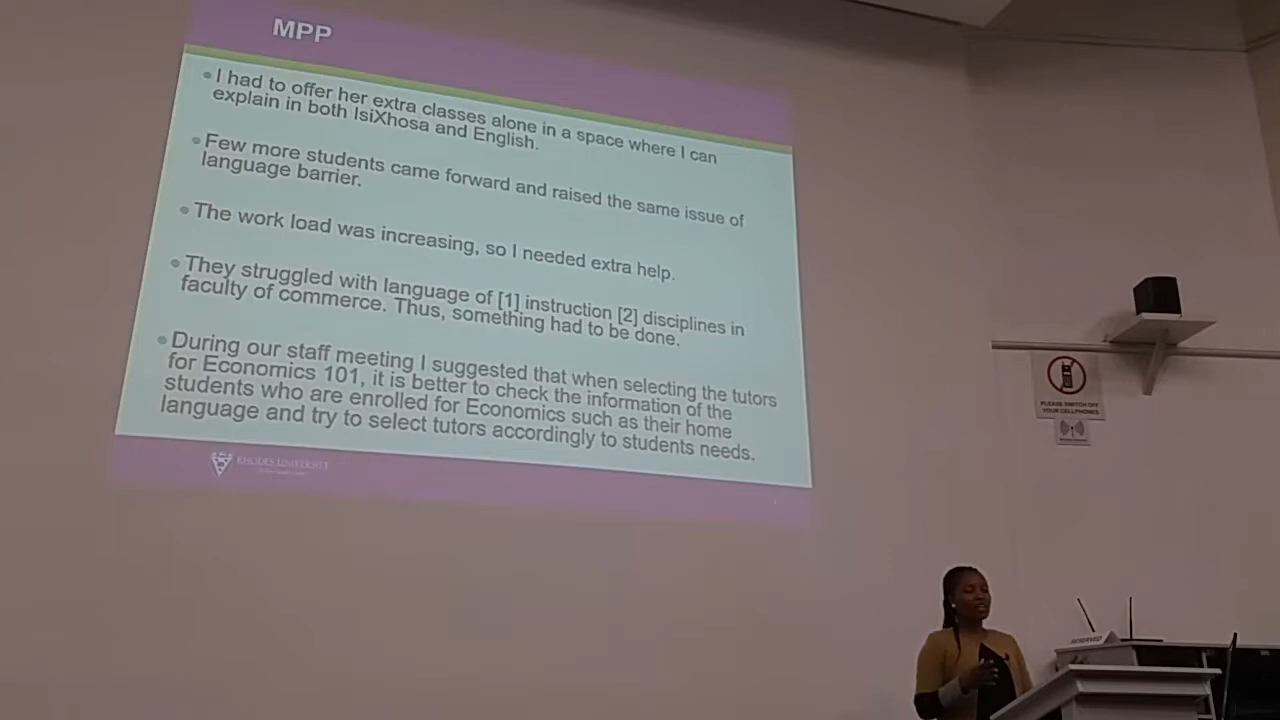 MPP
I had to offer her extra classes alone in a space where I can
explain in both IsiXhosa and English.
Few more students came forward and raised the same issue of
language barrier.
The work load was increasing, so I needed extra help.
They struggled with language of [1] instruction [2] disciplines in
faculty of commerce. Thus, something had to be done.
During our staff meeting I suggested that when selecting the tutors
for Economics 101, it is better to check the information of the
students who are enrolled for Economics such as their home
language and try to select tutors accordingly to students needs.
RHODES UNIVERSITY
PLEASE SWITCH OFF
YOUR CELLPHONES
RESERVED